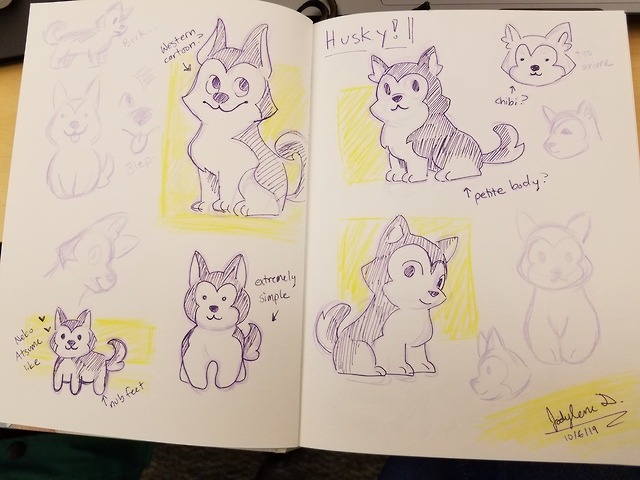 Bork..
Western
cartoon?
Blep
extremely
simple
Neko
Atsume
like
nub feet
Husky!!
chibi?
petite body?
10/6/19